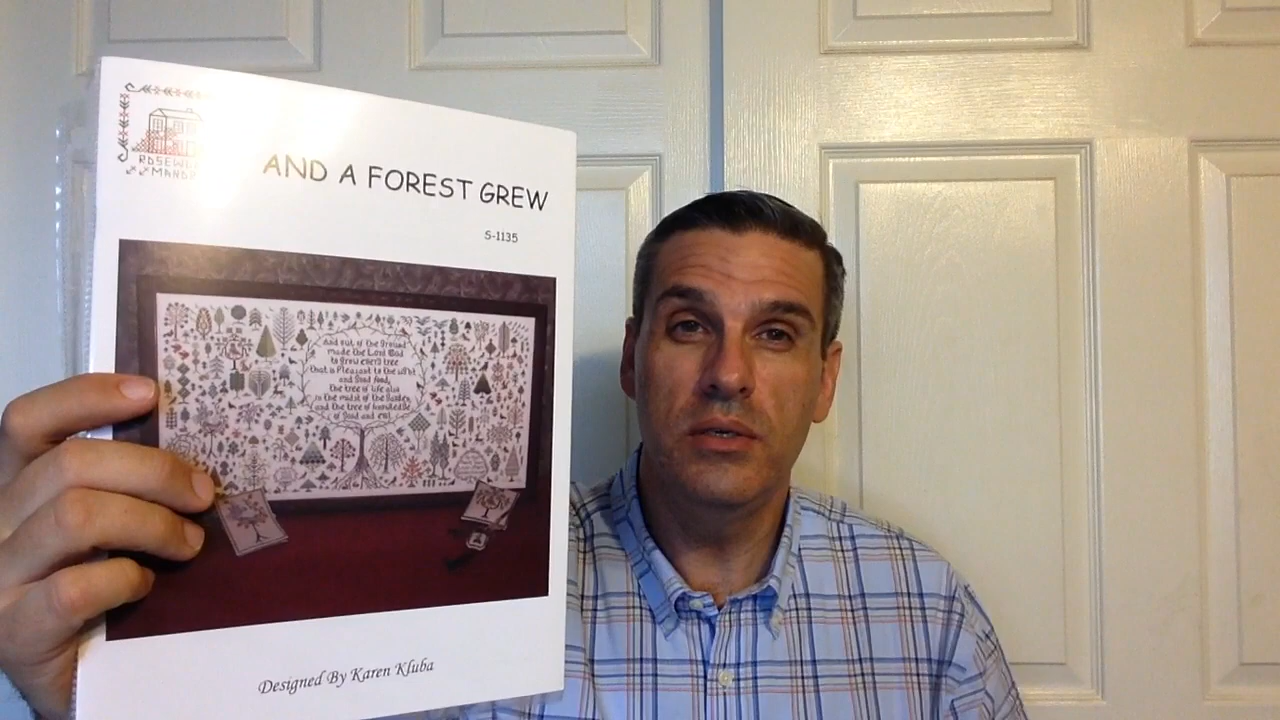 AND A FOREST GREW
S-1135
and out of the Ground
made the Lord God
to Grow every tree
that is Pleasant to the sight
and Good food,
the tree of life also
in the midst of the Garden
and the tree of knowledge
of Good and evil
Designed By Karen Kluba